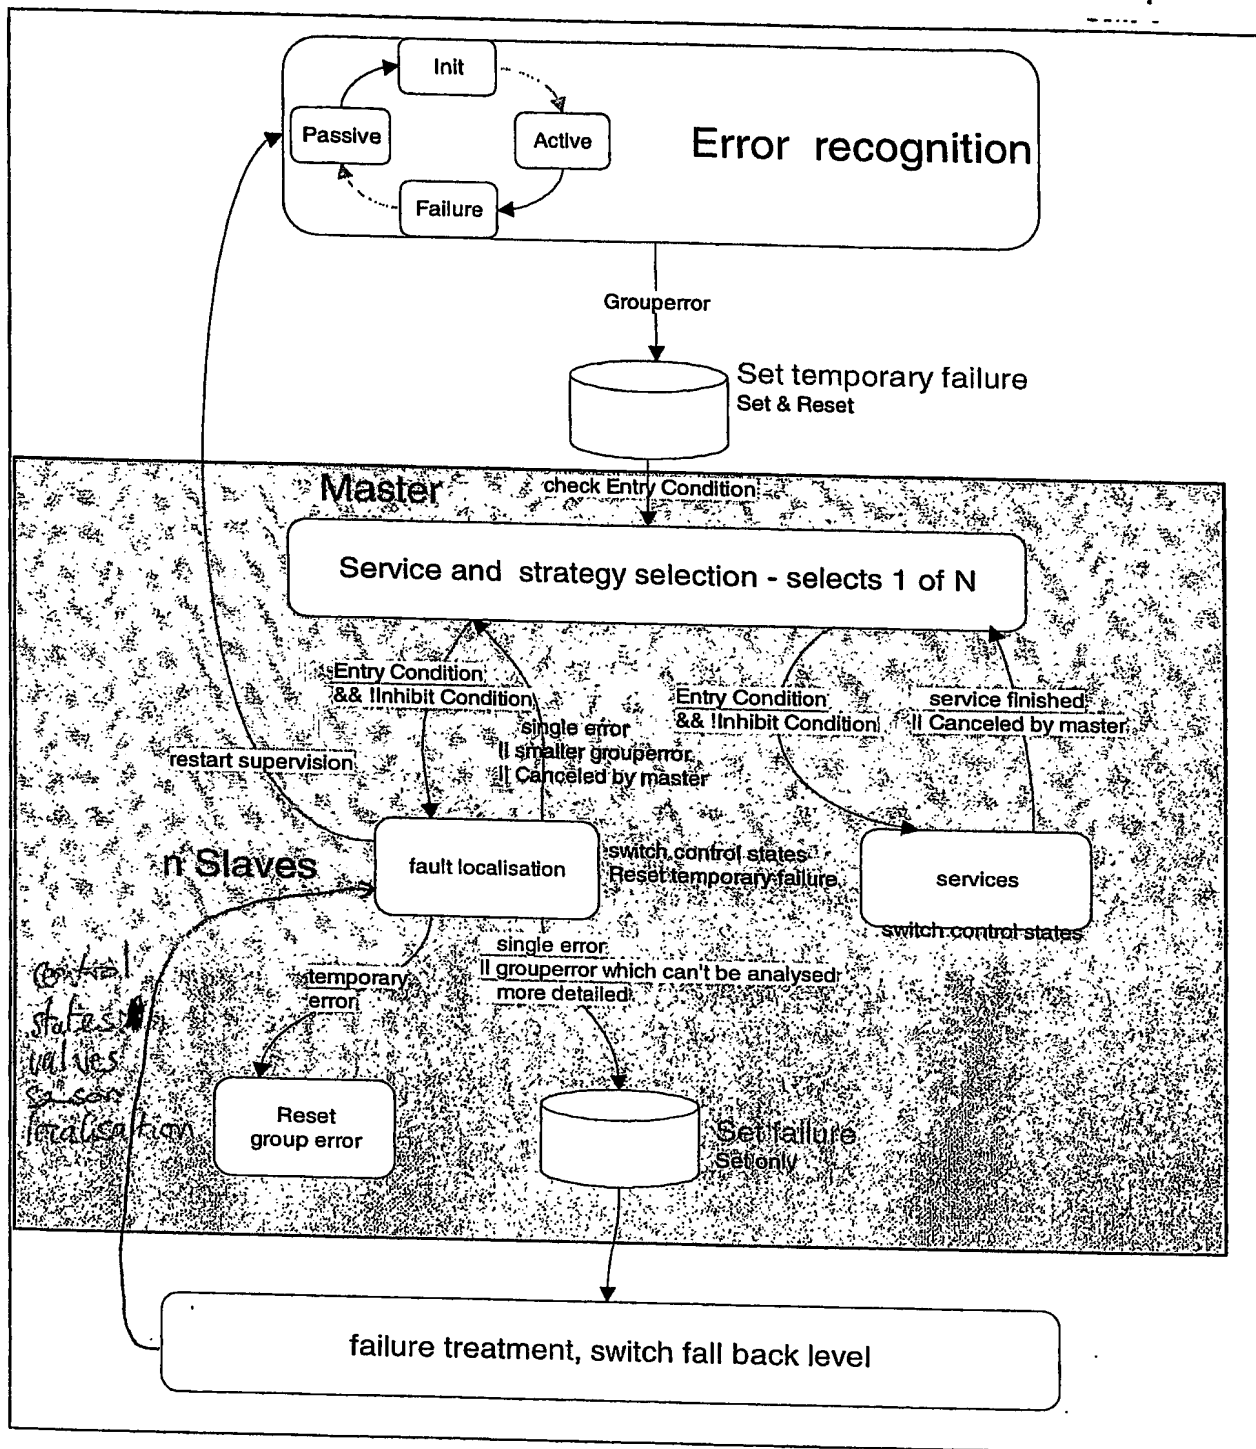 Init
Passive
Active
Failure
Error recognition
Grouperror
Set temporary failure
Set & Reset
Master
check Entry Condition
Service and strategy selection - selects 1 of N
Entry Condition
&& !Inhibit Condition
single error
|| smaller grouperror
|| Canceled by master
Entry Condition
&& !Inhibit Condition
service finished
|| Canceled by master
restart supervision
n Slaves
fault localisation
switch control states
Reset temporary failure
services
switch control states
single error
|| grouperror which can't be analysed
more detailed
temporary
error
control
states
values
localisation
Reset
group error
Set failure
Set only
failure treatment, switch fall back level